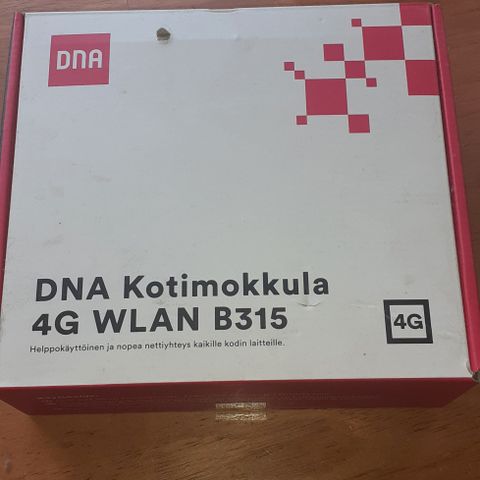 DNA
DNA Kotimokkula
4G WLAN B315
4G
Helppokäyttöinen ja nopea nettiyhteys kaikille kodin laitteille.